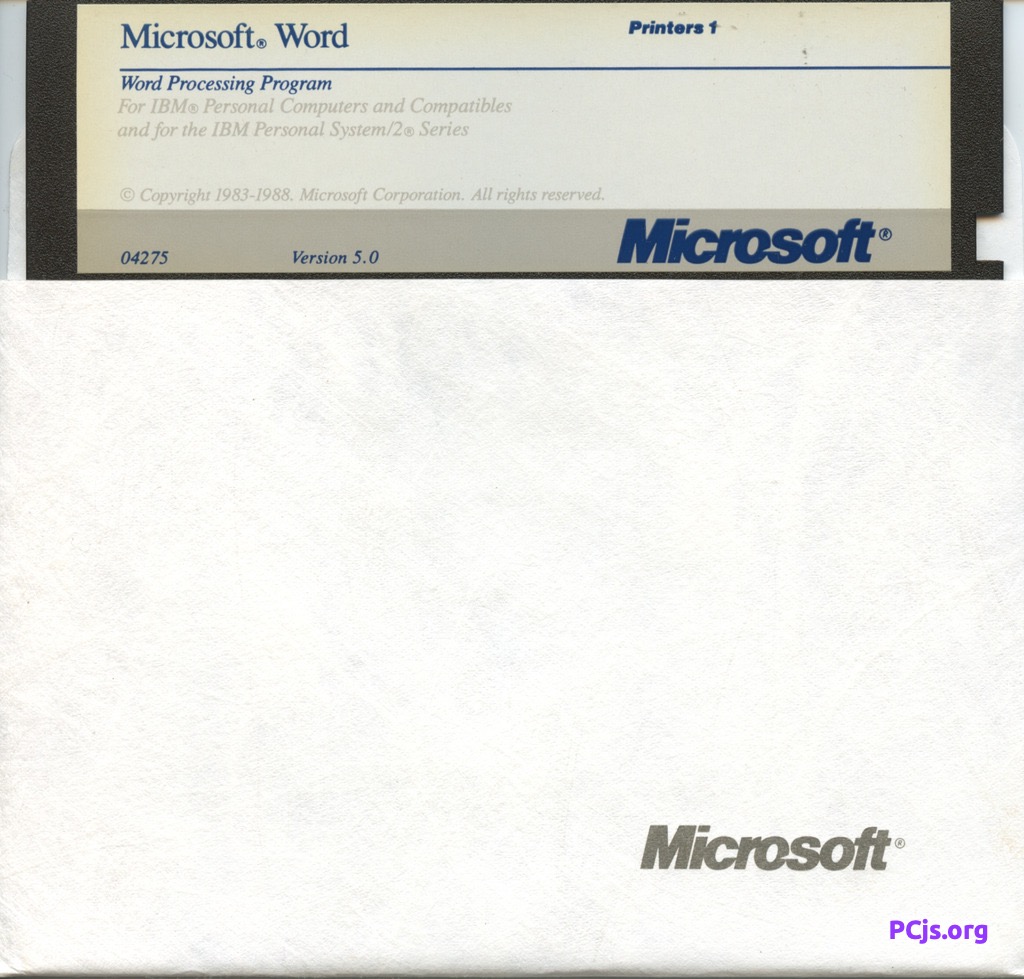 Microsoft® Word
Printers 1
Word Processing Program
For IBM® Personal Computers and Compatibles
and for the IBM Personal System/2® Series
© Copyright 1983-1988. Microsoft Corporation. All rights reserved.
04275 Version 5.0 Microsoft®
Microsoft®
PCjs.org